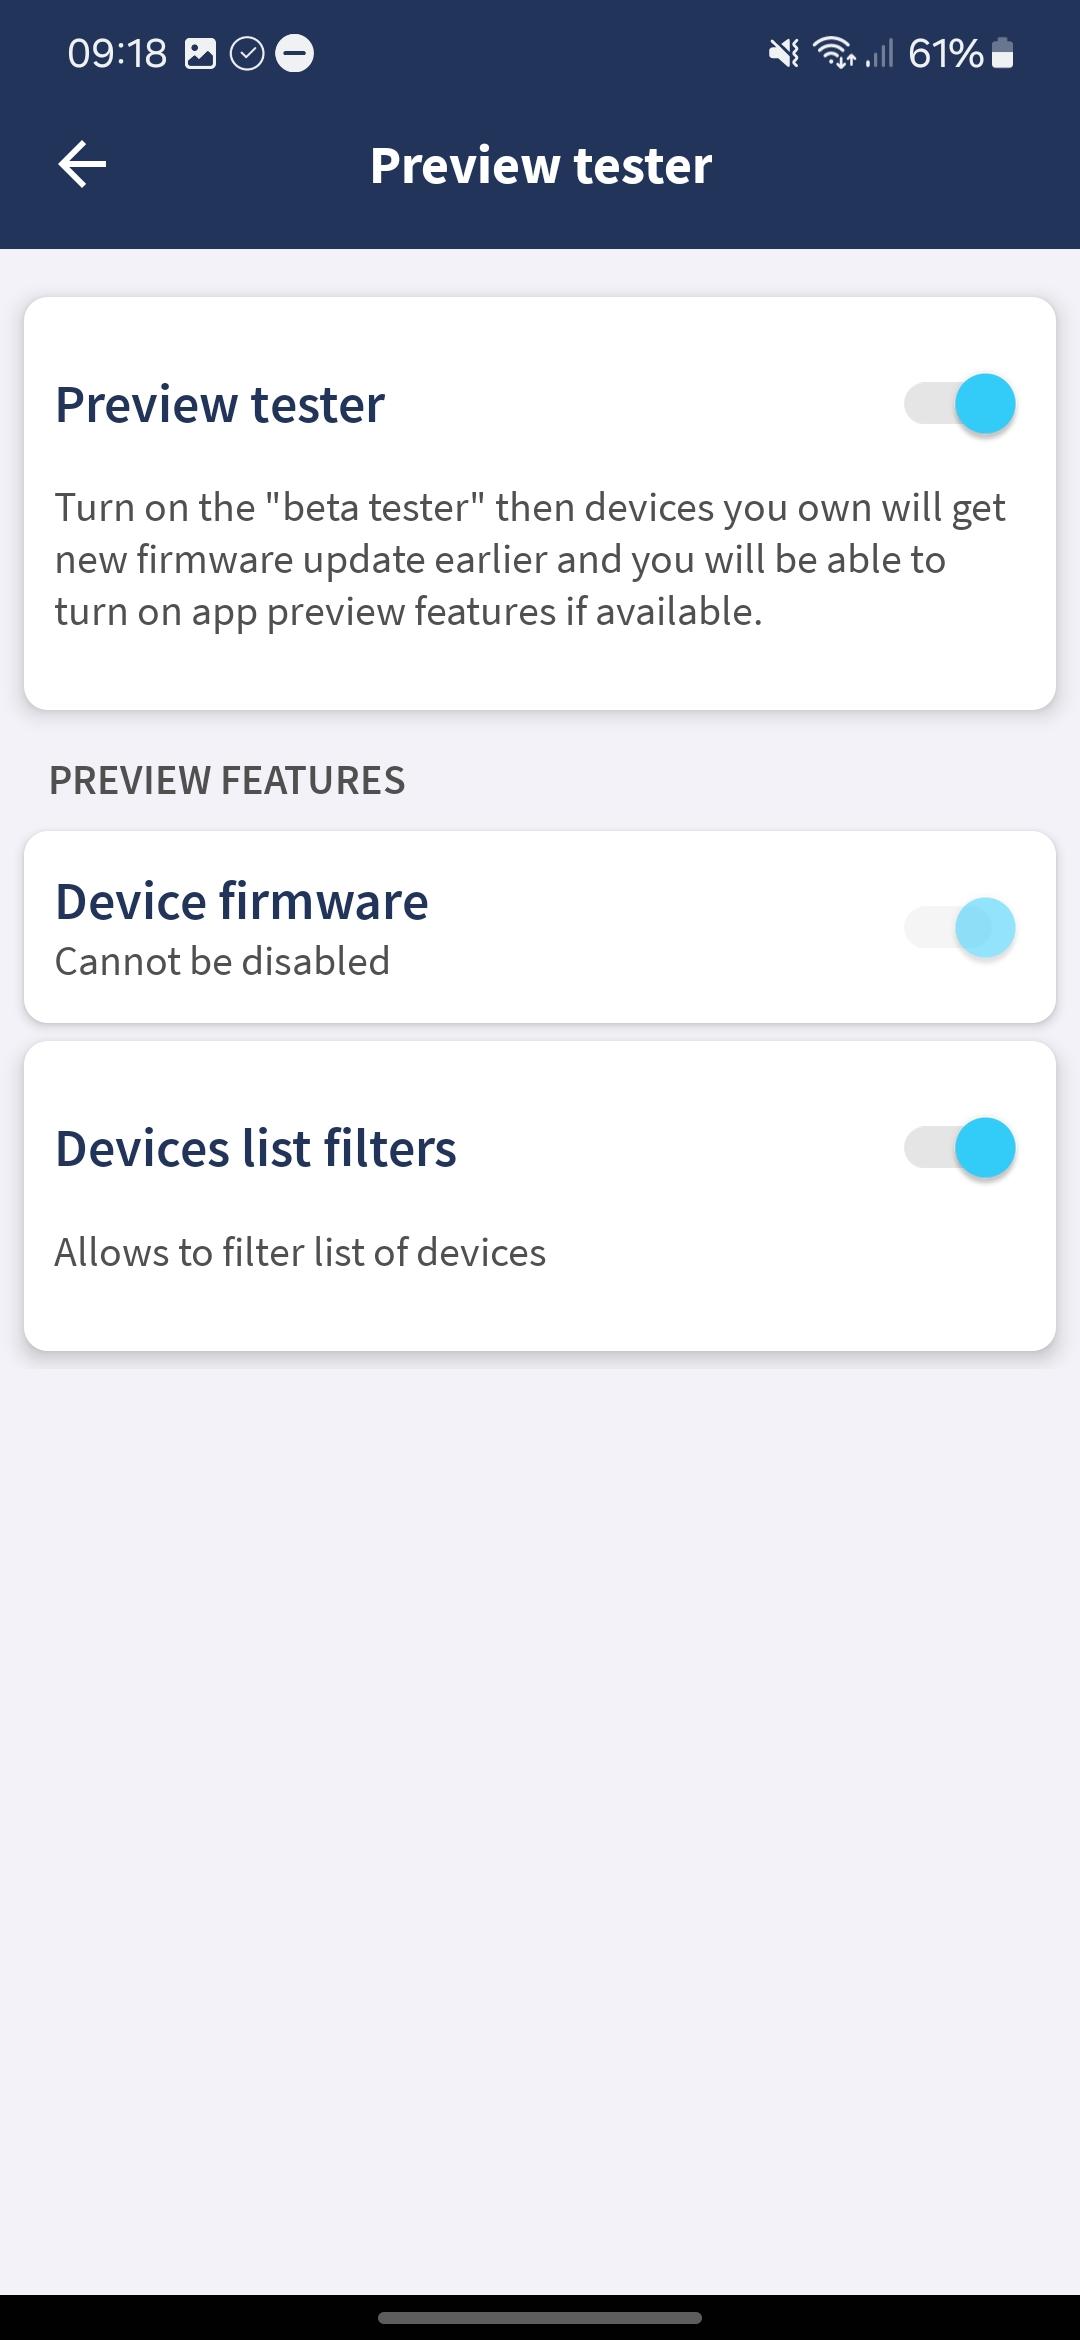 09:18
61%
Preview tester
Preview tester
Turn on the "beta tester" then devices you own will get
new firmware update earlier and you will be able to
turn on app preview features if available.
PREVIEW FEATURES
Device firmware
Cannot be disabled
Devices list filters
Allows to filter list of devices